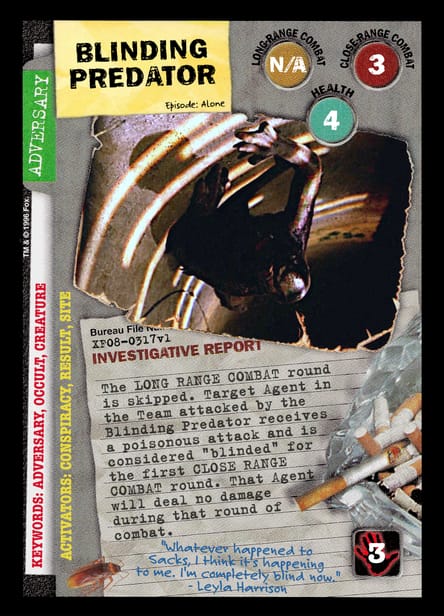 BLINDING
PREDATOR
Episode: Alone
LONG-RANGE COMBAT
N/A
CLOSE-RANGE COMBAT
3
HEALTH
4
ADVERSARY
TM & © 1996 Fox.
KEYWORDS: ADVERSARY, OCCULT, CREATURE
ACTIVATORS: CONSPIRACY, RESULT, SITE
Bureau File
XF08-0317v1
INVESTIGATIVE REPORT
The LONG RANGE COMBAT round
is skipped. Target Agent in
the Team attacked by the
Blinding Predator receives
a poisonous attack and is
considered "blinded" for
the first CLOSE RANGE
COMBAT round. That Agent
will deal no damage
during that round of
combat.
"Whatever happened to
Sacks, I think it's happening
to me. I'm completely blind now."
- Leyla Harrison
3